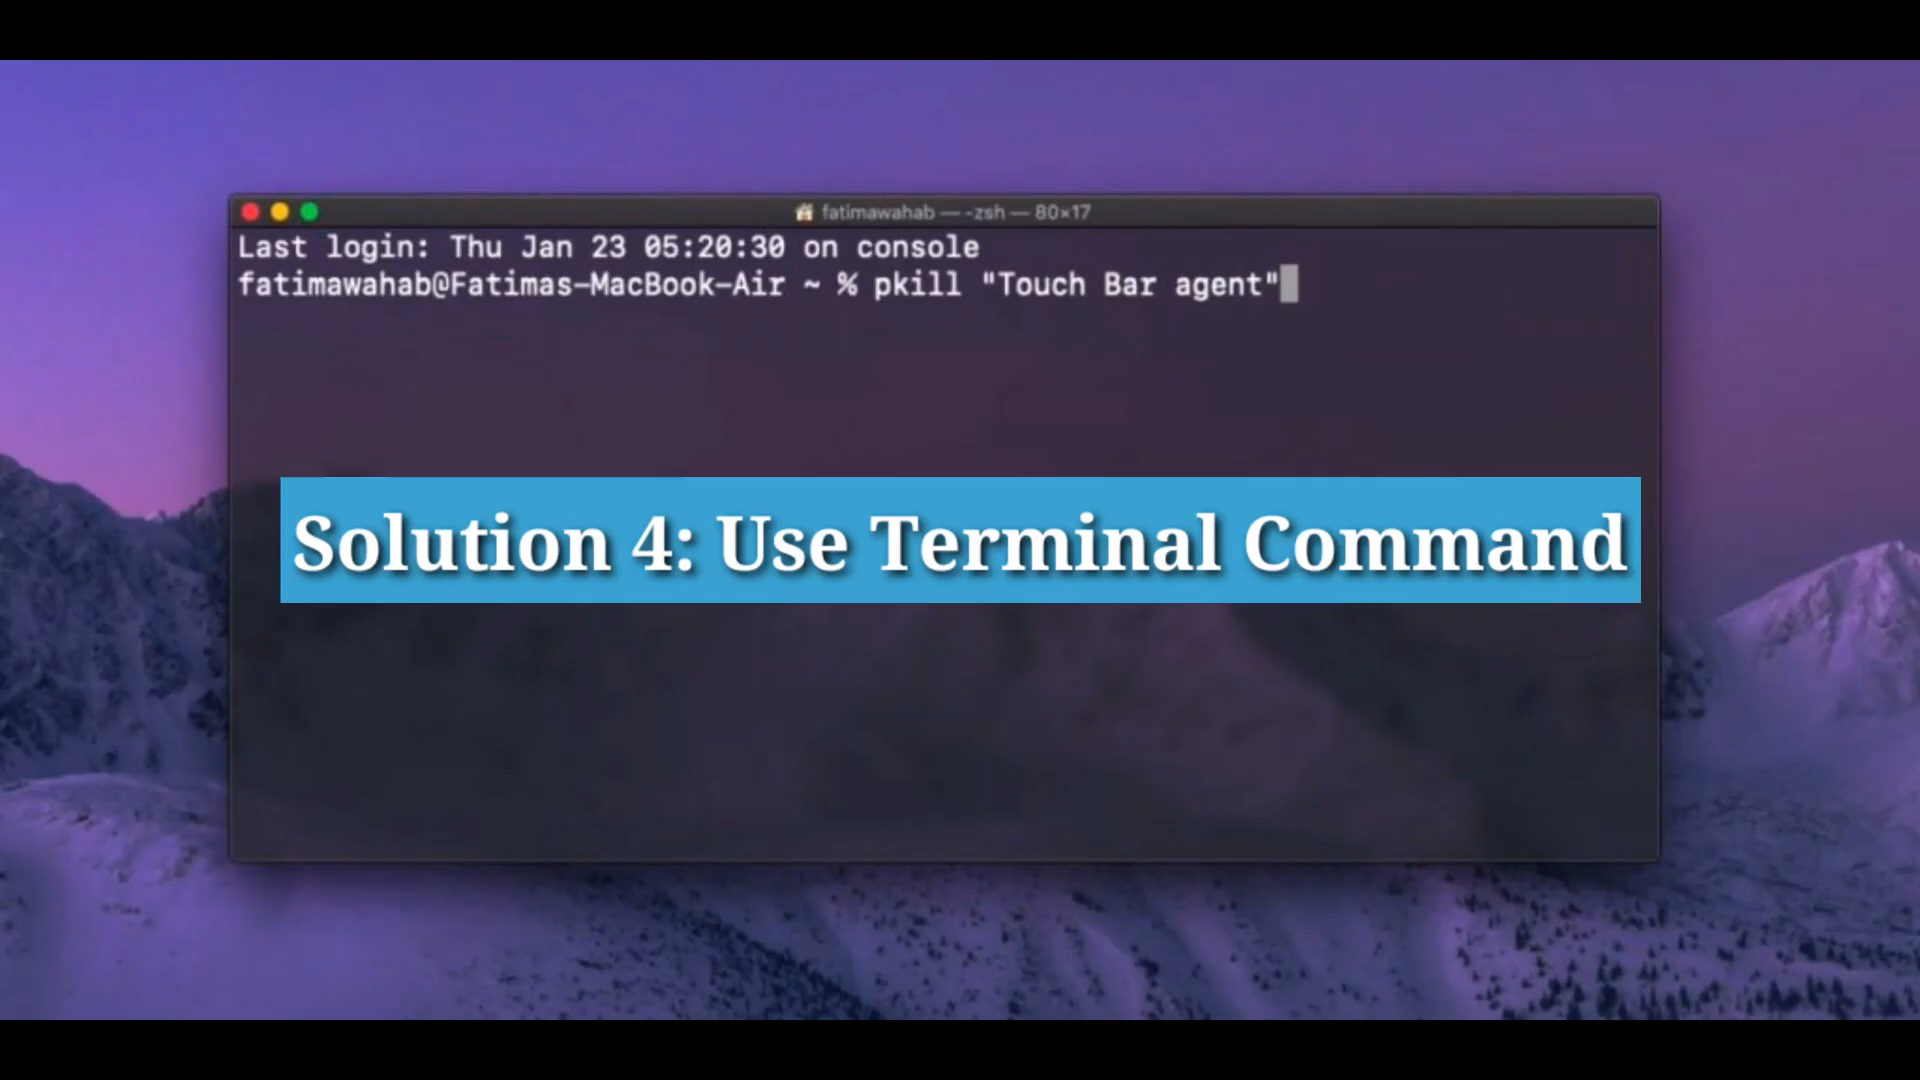 fatimawahab — -zsh — 80×17
Last login: Thu Jan 23 05:20:30 on console
fatimawahab@Fatimas-MacBook-Air ~ % pkill "Touch Bar agent"
Solution 4: Use Terminal Command